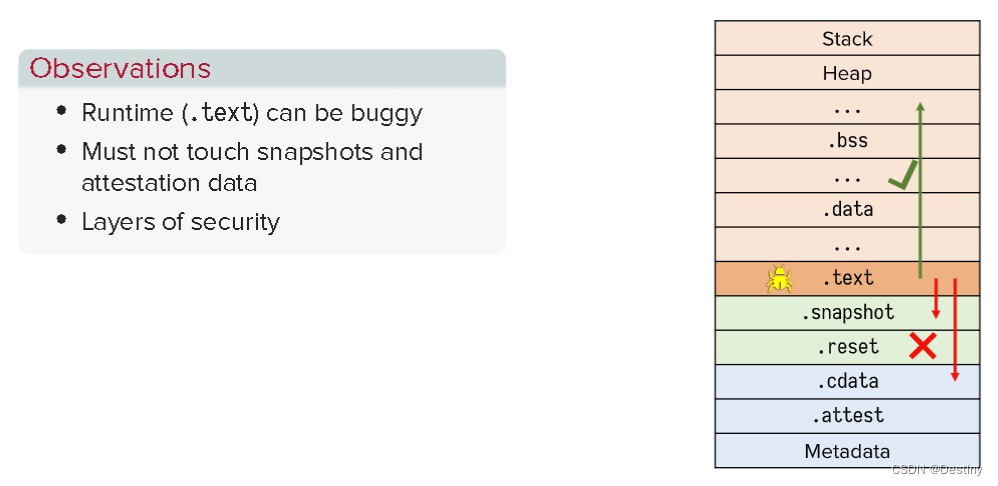 Observations
Runtime (.text) can be buggy
Must not touch snapshots and
attestation data
Layers of security
Stack
Heap
...
.bss
...
.data
...
.text
.snapshot
.reset
.cdata
.attest
Metadata
CSDN @Destiny